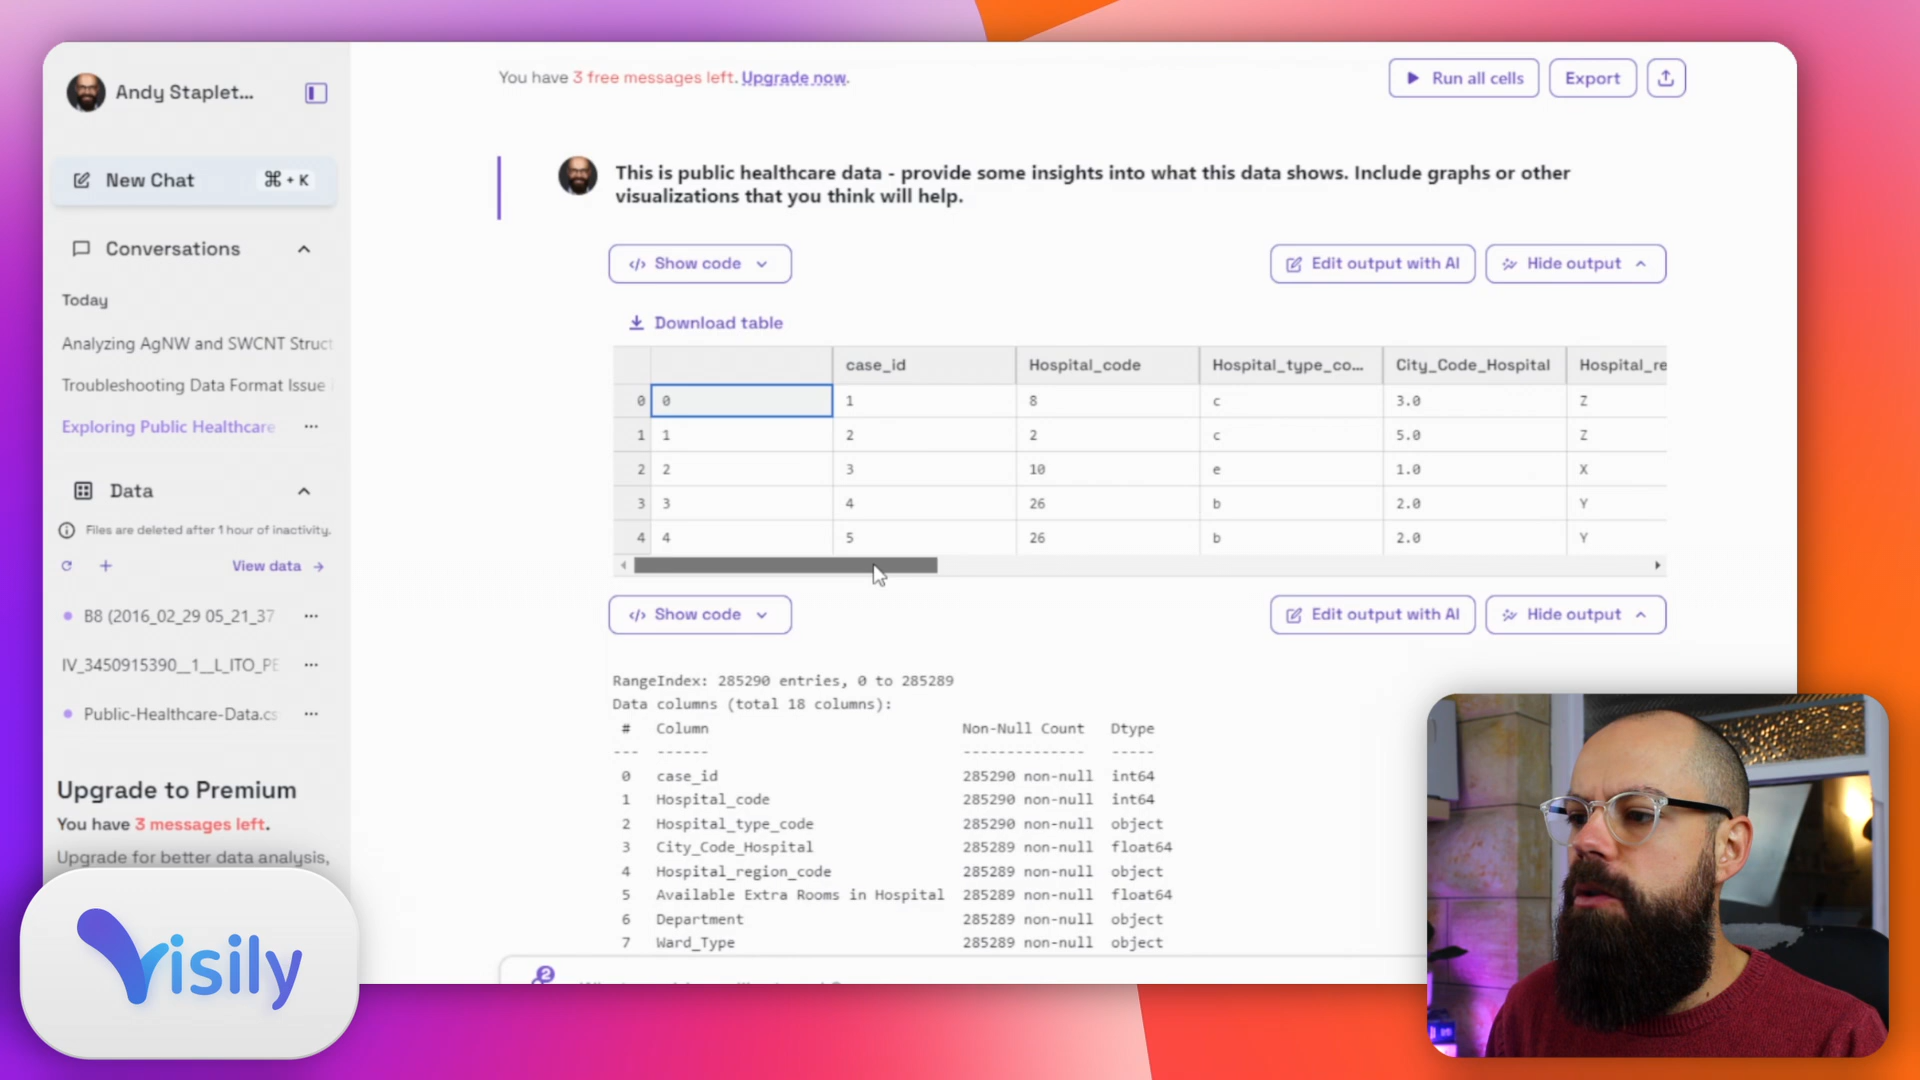 Andy Staplet...
You have 3 free messages left. Upgrade now.
Run all cells
Export
New Chat
⌘ + K
This is public healthcare data - provide some insights into what this data shows. Include graphs or other
visualizations that you think will help.
Conversations
</> Show code
Edit output with AI
Hide output
Today
Download table
Analyzing AgNW and SWCNT Struct
case_id Hospital_code Hospital_type_co... City_Code_Hospital Hospital_re
Troubleshooting Data Format Issue
0 0 1 8 c 3.0 Z
Exploring Public Healthcare ...
1 1 2 2 c 5.0 Z
2 2 3 10 e 1.0 X
Data
3 3 4 26 b 2.0 Y
Files are deleted after 1 hour of inactivity.
4 4 5 26 b 2.0 Y
View data →
B8 (2016_02_29 05_21_37 ...
</> Show code
Edit output with AI
Hide output
IV_3450915390__1__L_ITO_PE ...
RangeIndex: 285290 entries, 0 to 285289
Public-Healthcare-Data.cs ...
Data columns (total 18 columns):
# Column Non-Null Count Dtype
--- ------ -------------- -----
0 case_id 285290 non-null int64
1 Hospital_code 285290 non-null int64
2 Hospital_type_code 285290 non-null object
3 City_Code_Hospital 285289 non-null float64
4 Hospital_region_code 285289 non-null object
5 Available Extra Rooms in Hospital 285289 non-null float64
6 Department 285289 non-null object
7 Ward_Type 285289 non-null object
Upgrade to Premium
You have 3 messages left.
Upgrade for better data analysis,
2
Visily